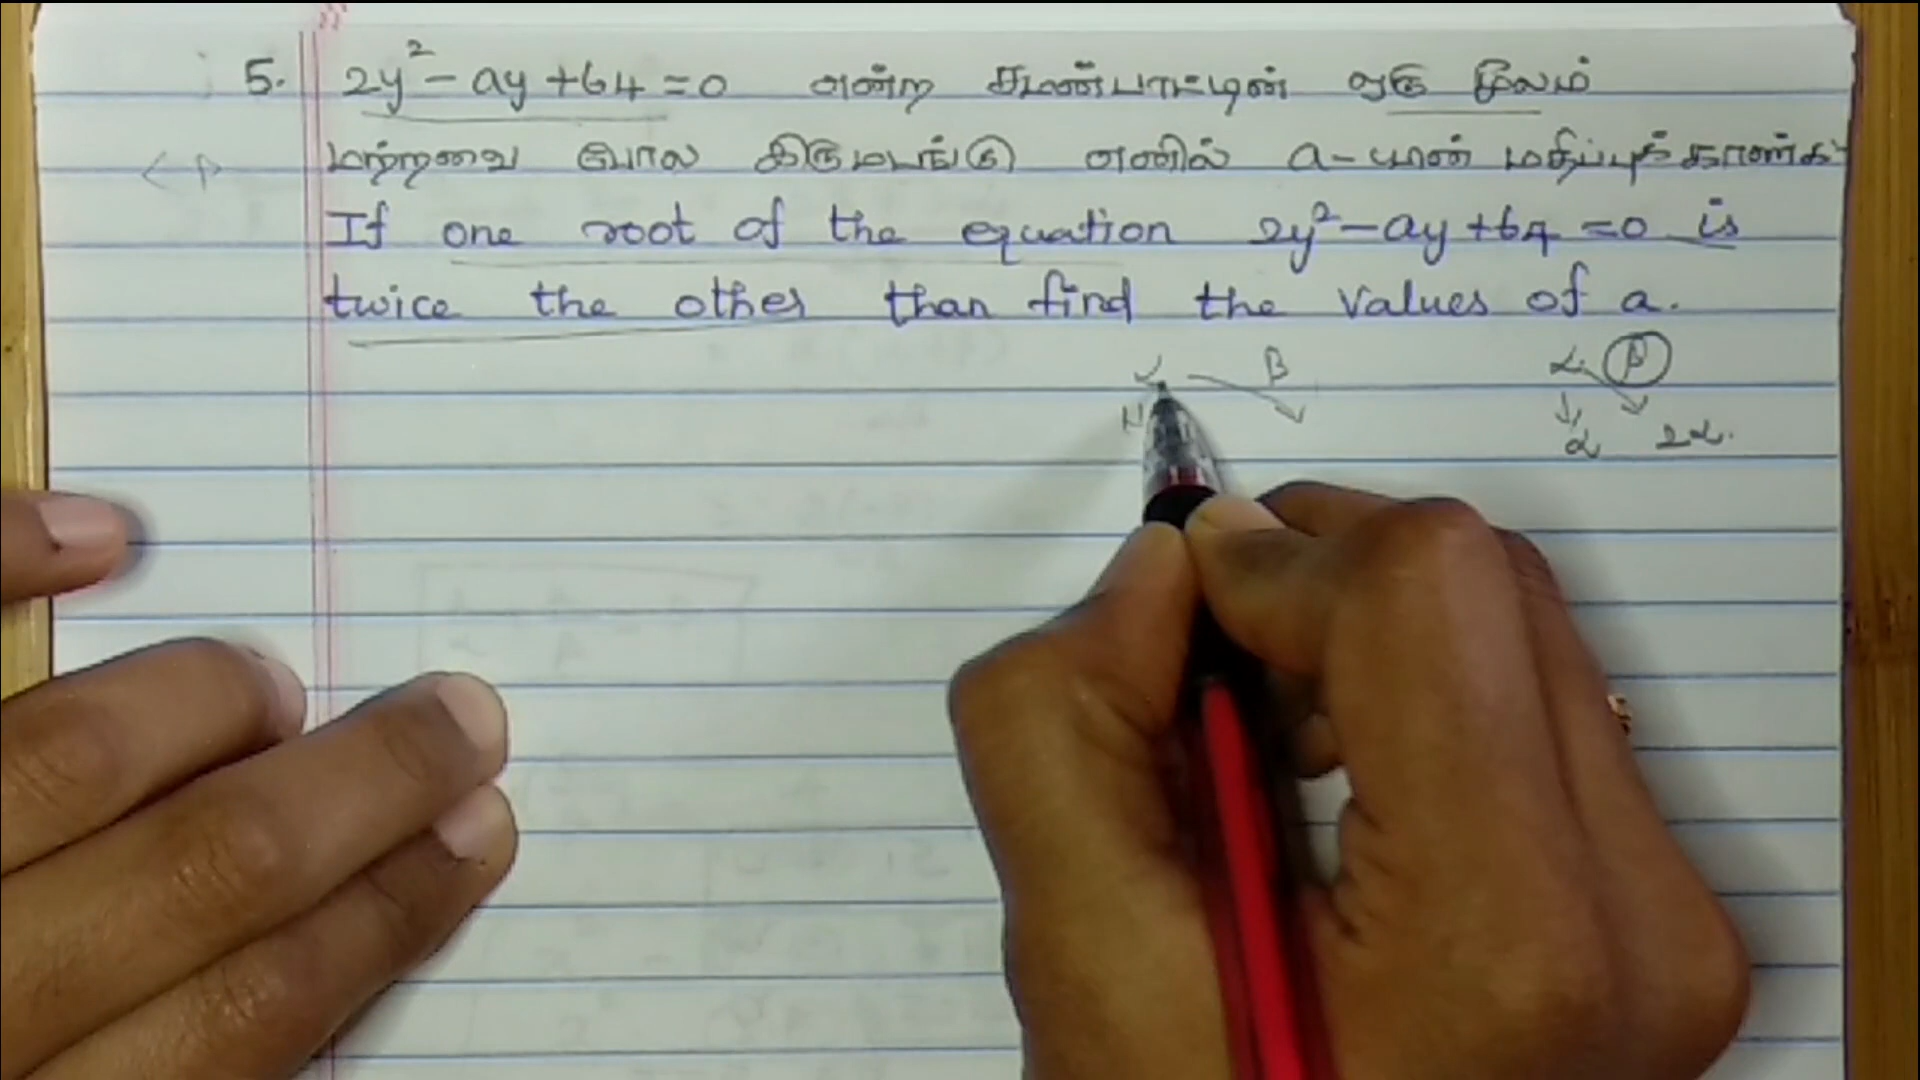 5. 2y² - ay + 64 = 0 என்ற சமன்பாட்டின் ஒரு மூலம்
மற்றவை போல இருமடங்கு எனில் a-யான் மதிப்புக் காண்க
If one root of the equation 2y² - ay + 64 = 0 is
twice the other than find the values of a.
β α β
α 2α.